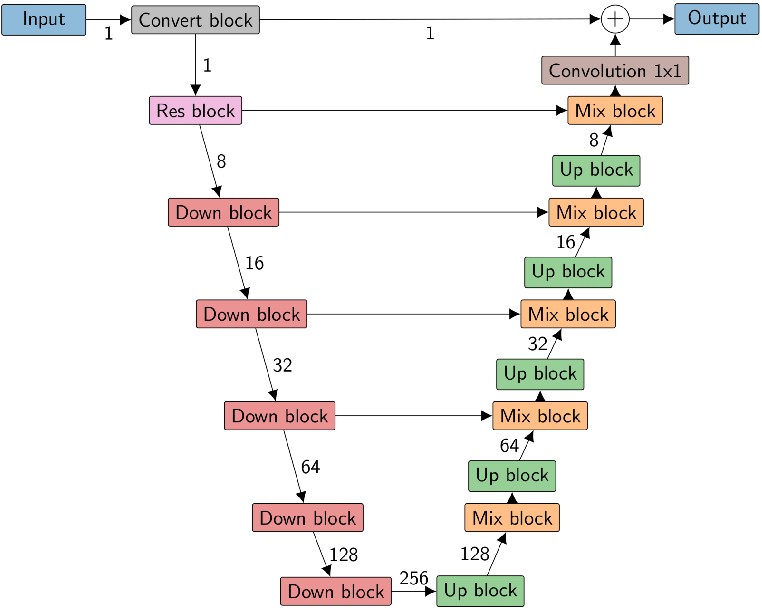 Input
1
Convert block
1
+
Output
1
Convolution 1x1
Res block
Mix block
8
8
Up block
Down block
Mix block
16
16
Up block
Down block
Mix block
32
32
Up block
Down block
Mix block
64
64
Up block
Down block
Mix block
128
128
Down block
256
Up block